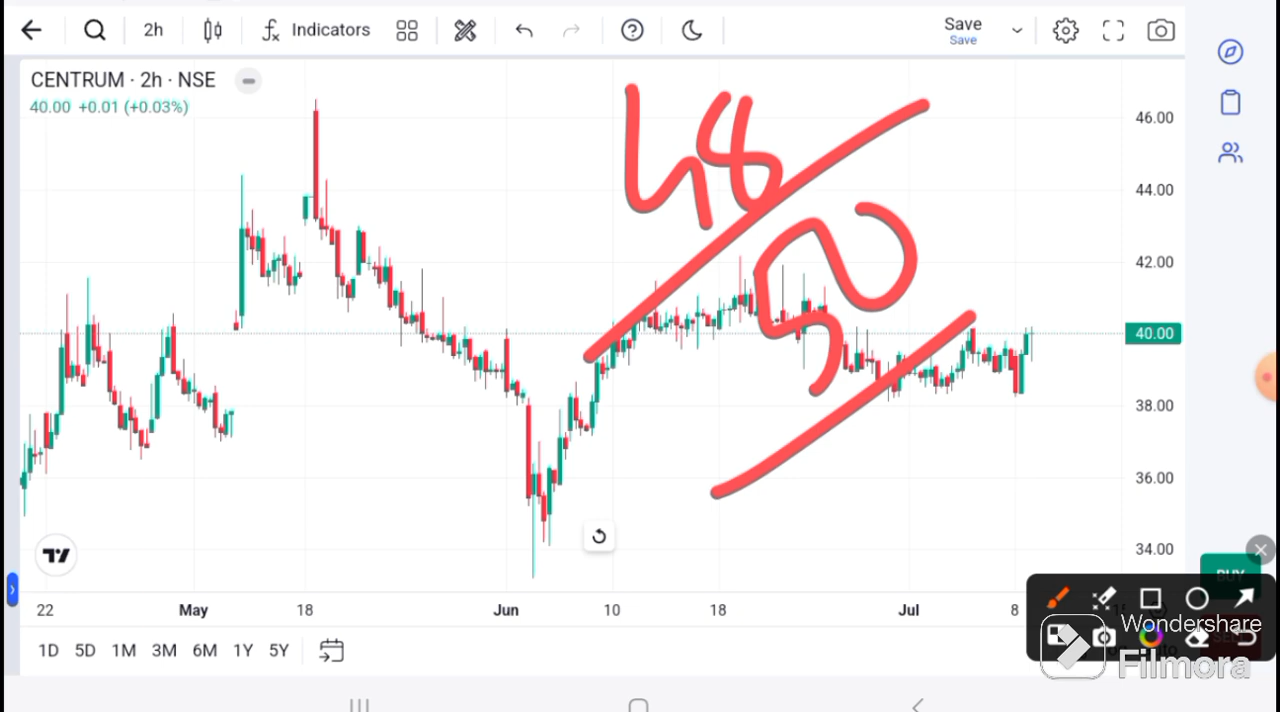 2h
Indicators
Save
Save
CENTRUM · 2h · NSE
40.00 +0.01 (+0.03%)
48
50
46.00
44.00
42.00
40.00
38.00
36.00
34.00
22 May 18 Jun 10 18 Jul 8
1D 5D 1M 3M 6M 1Y 5Y
BUY
Wondershare
Filmora